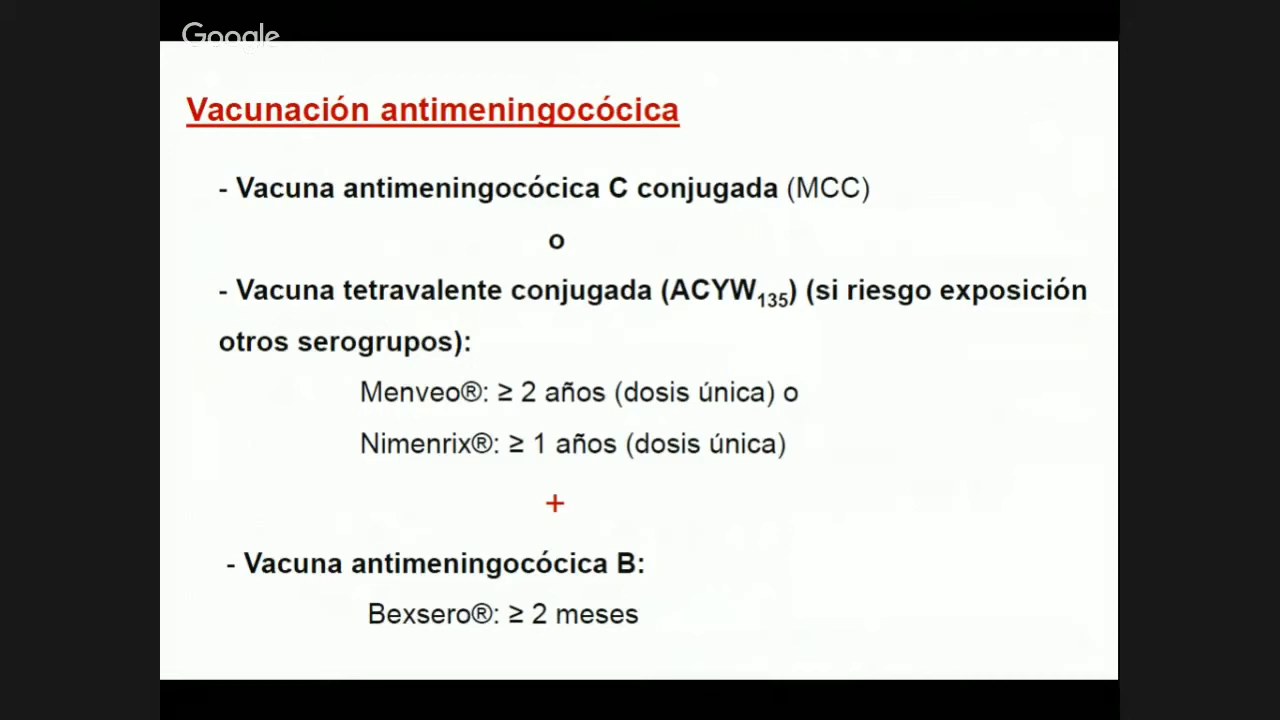 Google
Vacunación antimeningocócica
- Vacuna antimeningocócica C conjugada (MCC)
o
- Vacuna tetravalente conjugada (ACYW135) (si riesgo exposición
otros serogrupos):
Menveo®: ≥ 2 años (dosis única) o
Nimenrix®: ≥ 1 años (dosis única)
+
- Vacuna antimeningocócica B:
Bexsero®: ≥ 2 meses